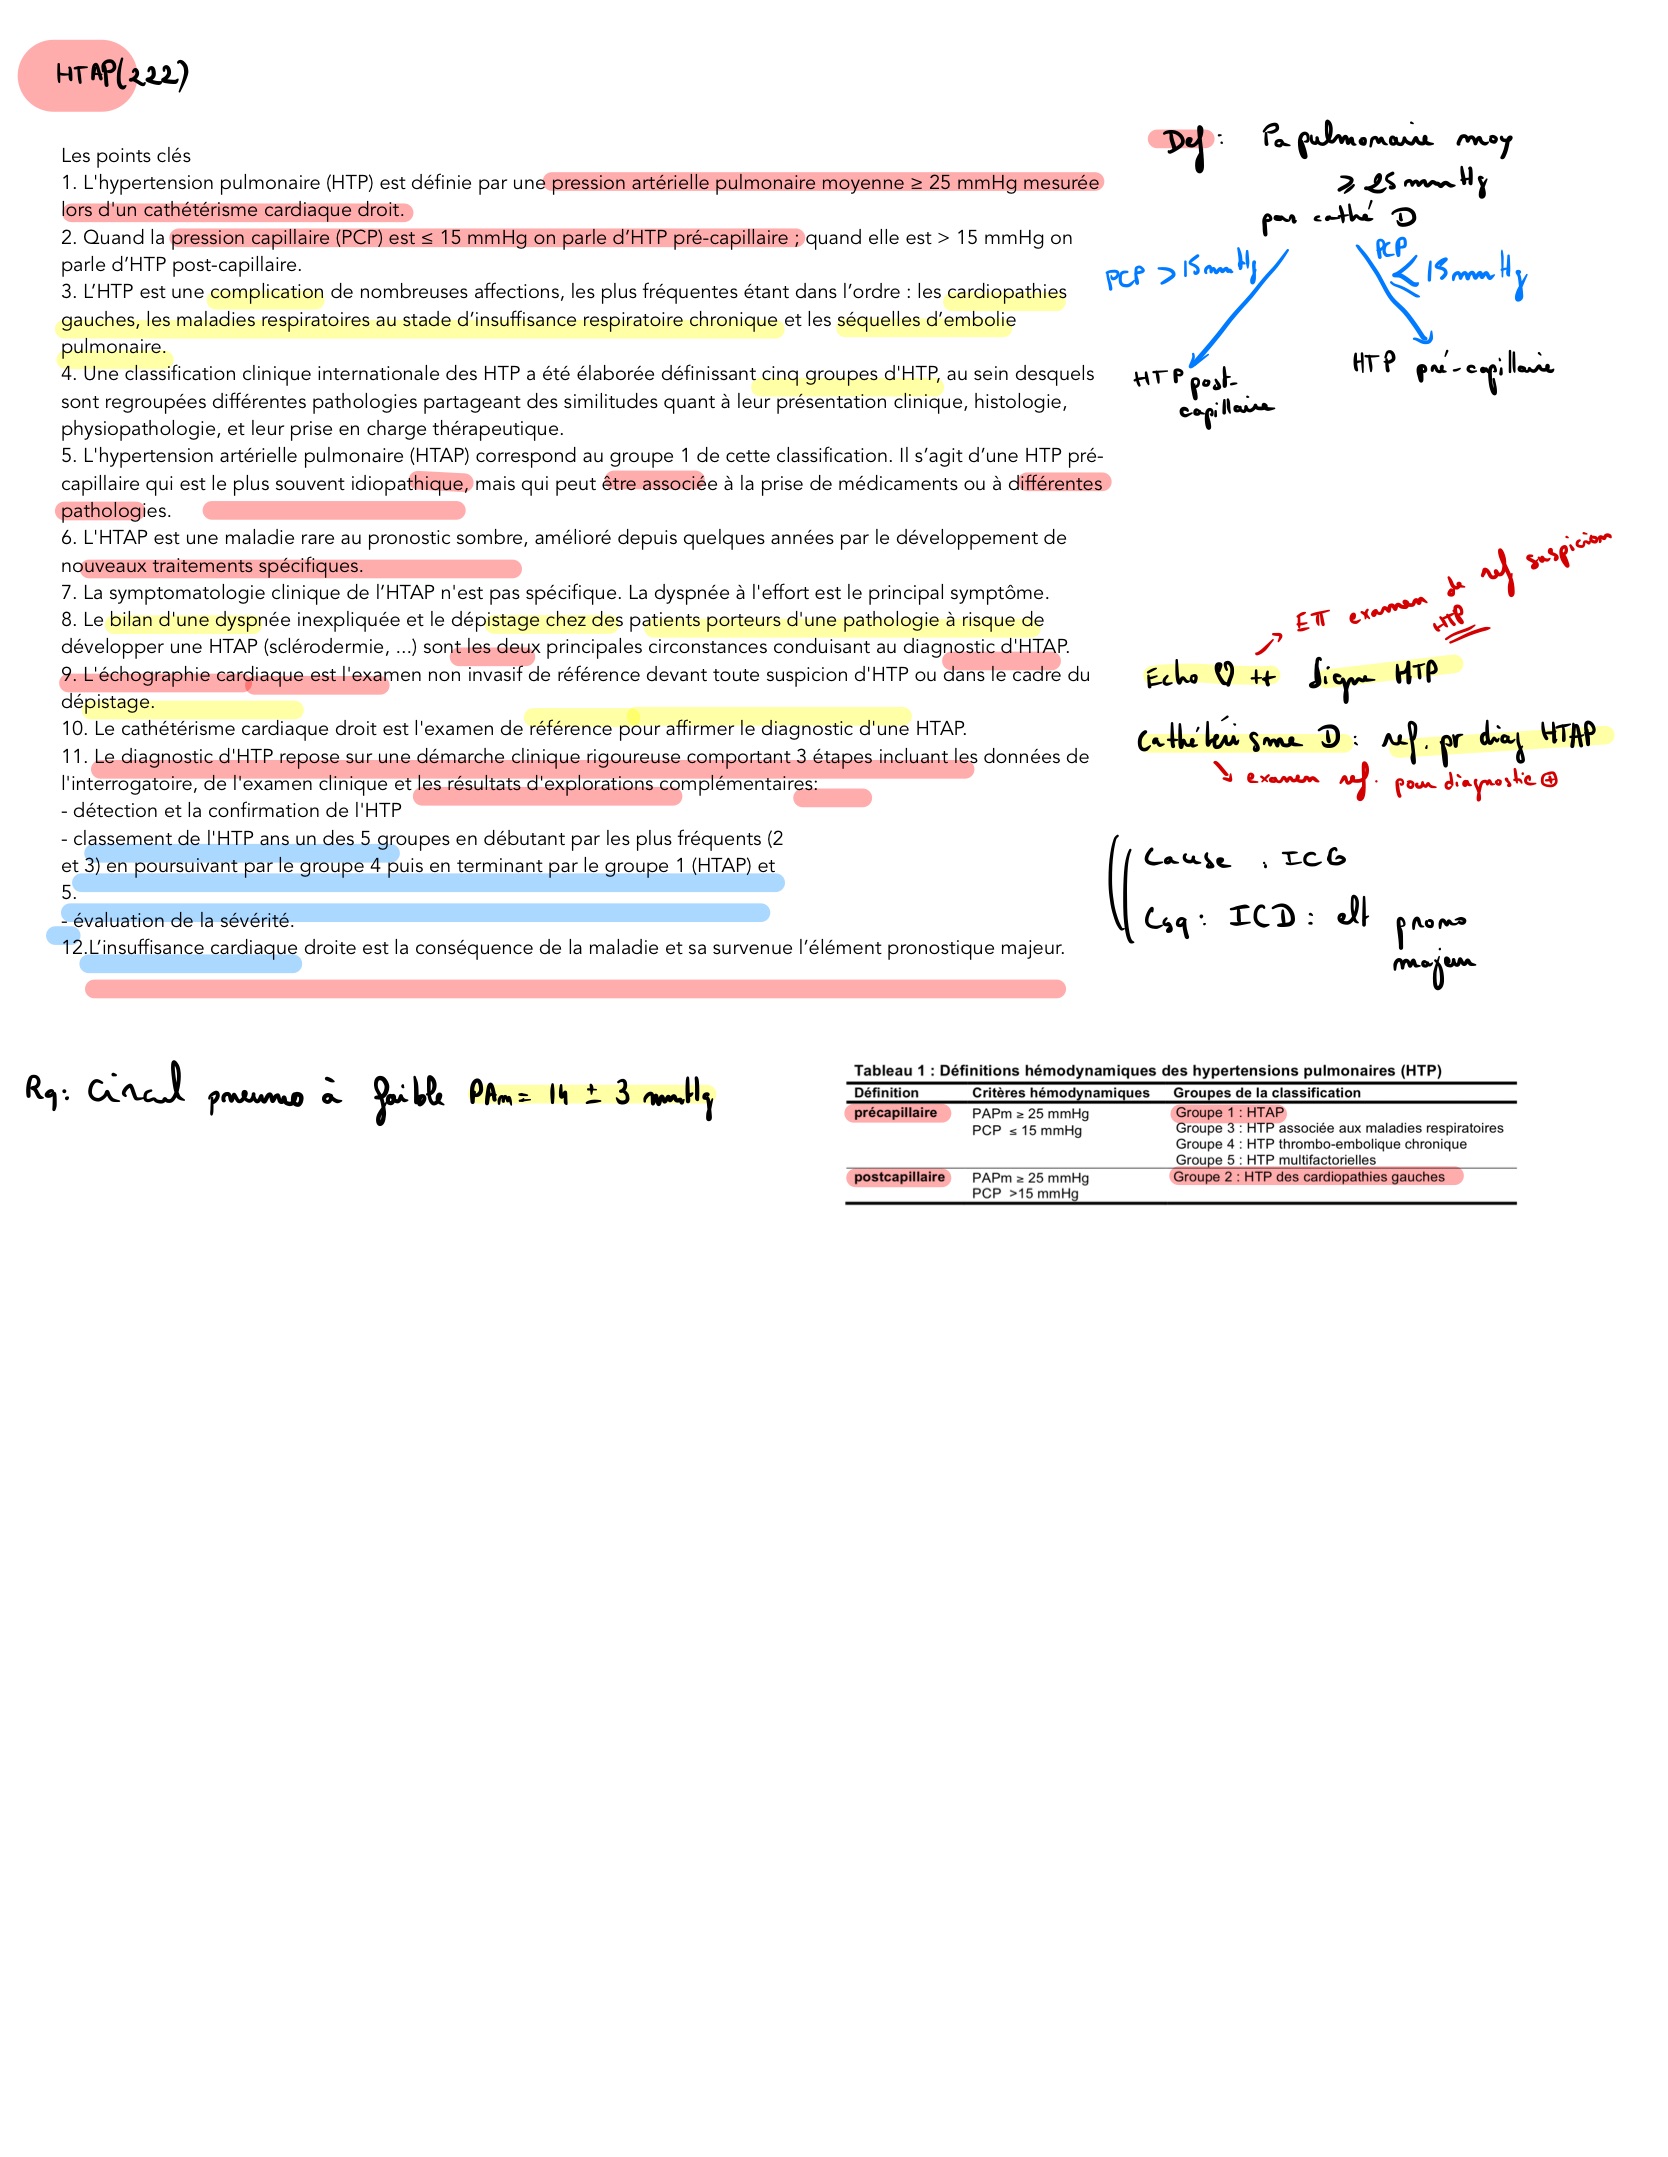 HTAP(222)
Les points clés
1. L'hypertension pulmonaire (HTP) est définie par une pression artérielle pulmonaire moyenne ≥ 25 mmHg mesurée
lors d'un cathétérisme cardiaque droit.
2. Quand la pression capillaire (PCP) est ≤ 15 mmHg on parle d’HTP pré-capillaire ; quand elle est > 15 mmHg on
parle d’HTP post-capillaire.
3. L’HTP est une complication de nombreuses affections, les plus fréquentes étant dans l’ordre : les cardiopathies
gauches, les maladies respiratoires au stade d’insuffisance respiratoire chronique et les séquelles d’embolie
pulmonaire.
4. Une classification clinique internationale des HTP a été élaborée définissant cinq groupes d'HTP, au sein desquels
sont regroupées différentes pathologies partageant des similitudes quant à leur présentation clinique, histologie,
physiopathologie, et leur prise en charge thérapeutique.
5. L'hypertension artérielle pulmonaire (HTAP) correspond au groupe 1 de cette classification. Il s’agit d’une HTP pré-
capillaire qui est le plus souvent idiopathique, mais qui peut être associée à la prise de médicaments ou à différentes
pathologies.
6. L'HTAP est une maladie rare au pronostic sombre, amélioré depuis quelques années par le développement de
nouveaux traitements spécifiques.
7. La symptomatologie clinique de l’HTAP n'est pas spécifique. La dyspnée à l'effort est le principal symptôme.
8. Le bilan d'une dyspnée inexpliquée et le dépistage chez des patients porteurs d'une pathologie à risque de
développer une HTAP (sclérodermie, ...) sont les deux principales circonstances conduisant au diagnostic d'HTAP.
9. L'échographie cardiaque est l'examen non invasif de référence devant toute suspicion d'HTP ou dans le cadre du
dépistage.
10. Le cathétérisme cardiaque droit est l'examen de référence pour affirmer le diagnostic d'une HTAP.
11. Le diagnostic d'HTP repose sur une démarche clinique rigoureuse comportant 3 étapes incluant les données de
l'interrogatoire, de l'examen clinique et les résultats d'explorations complémentaires:
- détection et la confirmation de l'HTP
- classement de l'HTP ans un des 5 groupes en débutant par les plus fréquents (2
et 3) en poursuivant par le groupe 4 puis en terminant par le groupe 1 (HTAP) et
5.
- évaluation de la sévérité.
12.L’insuffisance cardiaque droite est la conséquence de la maladie et sa survenue l’élément pronostique majeur.
Def : Pa pulmonaire moy
≥ 25 mmHg
par cathé D
PCP > 15 mmHg
PCP ≤ 15 mmHg
HTP post-
capillaire
HTP pré-capillaire
ETT examen de ref suspicion
HTP
Echo ♡ ++ signe HTP
Cathétérisme D : ref. pr diag HTAP
examen ref. pour diagnostic ⊕
Cause : ICG
Csq : ICD : elt prono
majeur
Rq : Circul pneumo à faible PAm = 14 ± 3 mmHg
Tableau 1 : Définitions hémodynamiques des hypertensions pulmonaires (HTP)
Définition Critères hémodynamiques Groupes de la classification
précapillaire PAPm ≥ 25 mmHg Groupe 1 : HTAP
PCP ≤ 15 mmHg Groupe 3 : HTP associée aux maladies respiratoires
Groupe 4 : HTP thrombo-embolique chronique
Groupe 5 : HTP multifactorielles
postcapillaire PAPm ≥ 25 mmHg Groupe 2 : HTP des cardiopathies gauches
PCP >15 mmHg